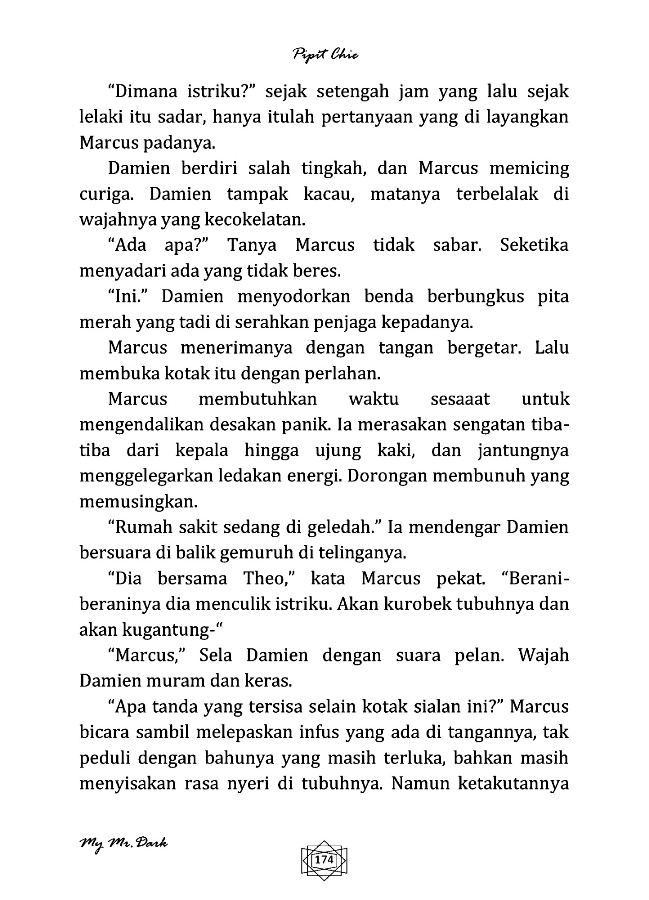 Pipit Chie
“Dimana istriku?” sejak setengah jam yang lalu sejak
lelaki itu sadar, hanya itulah pertanyaan yang di layangkan
Marcus padanya.
Damien berdiri salah tingkah, dan Marcus memicing
curiga. Damien tampak kacau, matanya terbelalak di
wajahnya yang kecokelatan.
“Ada apa?” Tanya Marcus tidak sabar. Seketika
menyadari ada yang tidak beres.
“Ini.” Damien menyodorkan benda berbungkus pita
merah yang tadi di serahkan penjaga kepadanya.
Marcus menerimanya dengan tangan bergetar. Lalu
membuka kotak itu dengan perlahan.
Marcus membutuhkan waktu sesaaat untuk
mengendalikan desakan panik. Ia merasakan sengatan tiba-
tiba dari kepala hingga ujung kaki, dan jantungnya
menggelegarkan ledakan energi. Dorongan membunuh yang
memusingkan.
“Rumah sakit sedang di geledah.” Ia mendengar Damien
bersuara di balik gemuruh di telinganya.
“Dia bersama Theo,” kata Marcus pekat. “Berani-
beraninya dia menculik istriku. Akan kurobek tubuhnya dan
akan kugantung-“
“Marcus,” Sela Damien dengan suara pelan. Wajah
Damien muram dan keras.
“Apa tanda yang tersisa selain kotak sialan ini?” Marcus
bicara sambil melepaskan infus yang ada di tangannya, tak
peduli dengan bahunya yang masih terluka, bahkan masih
menyisakan rasa nyeri di tubuhnya. Namun ketakutannya
My Mr. Dark
174